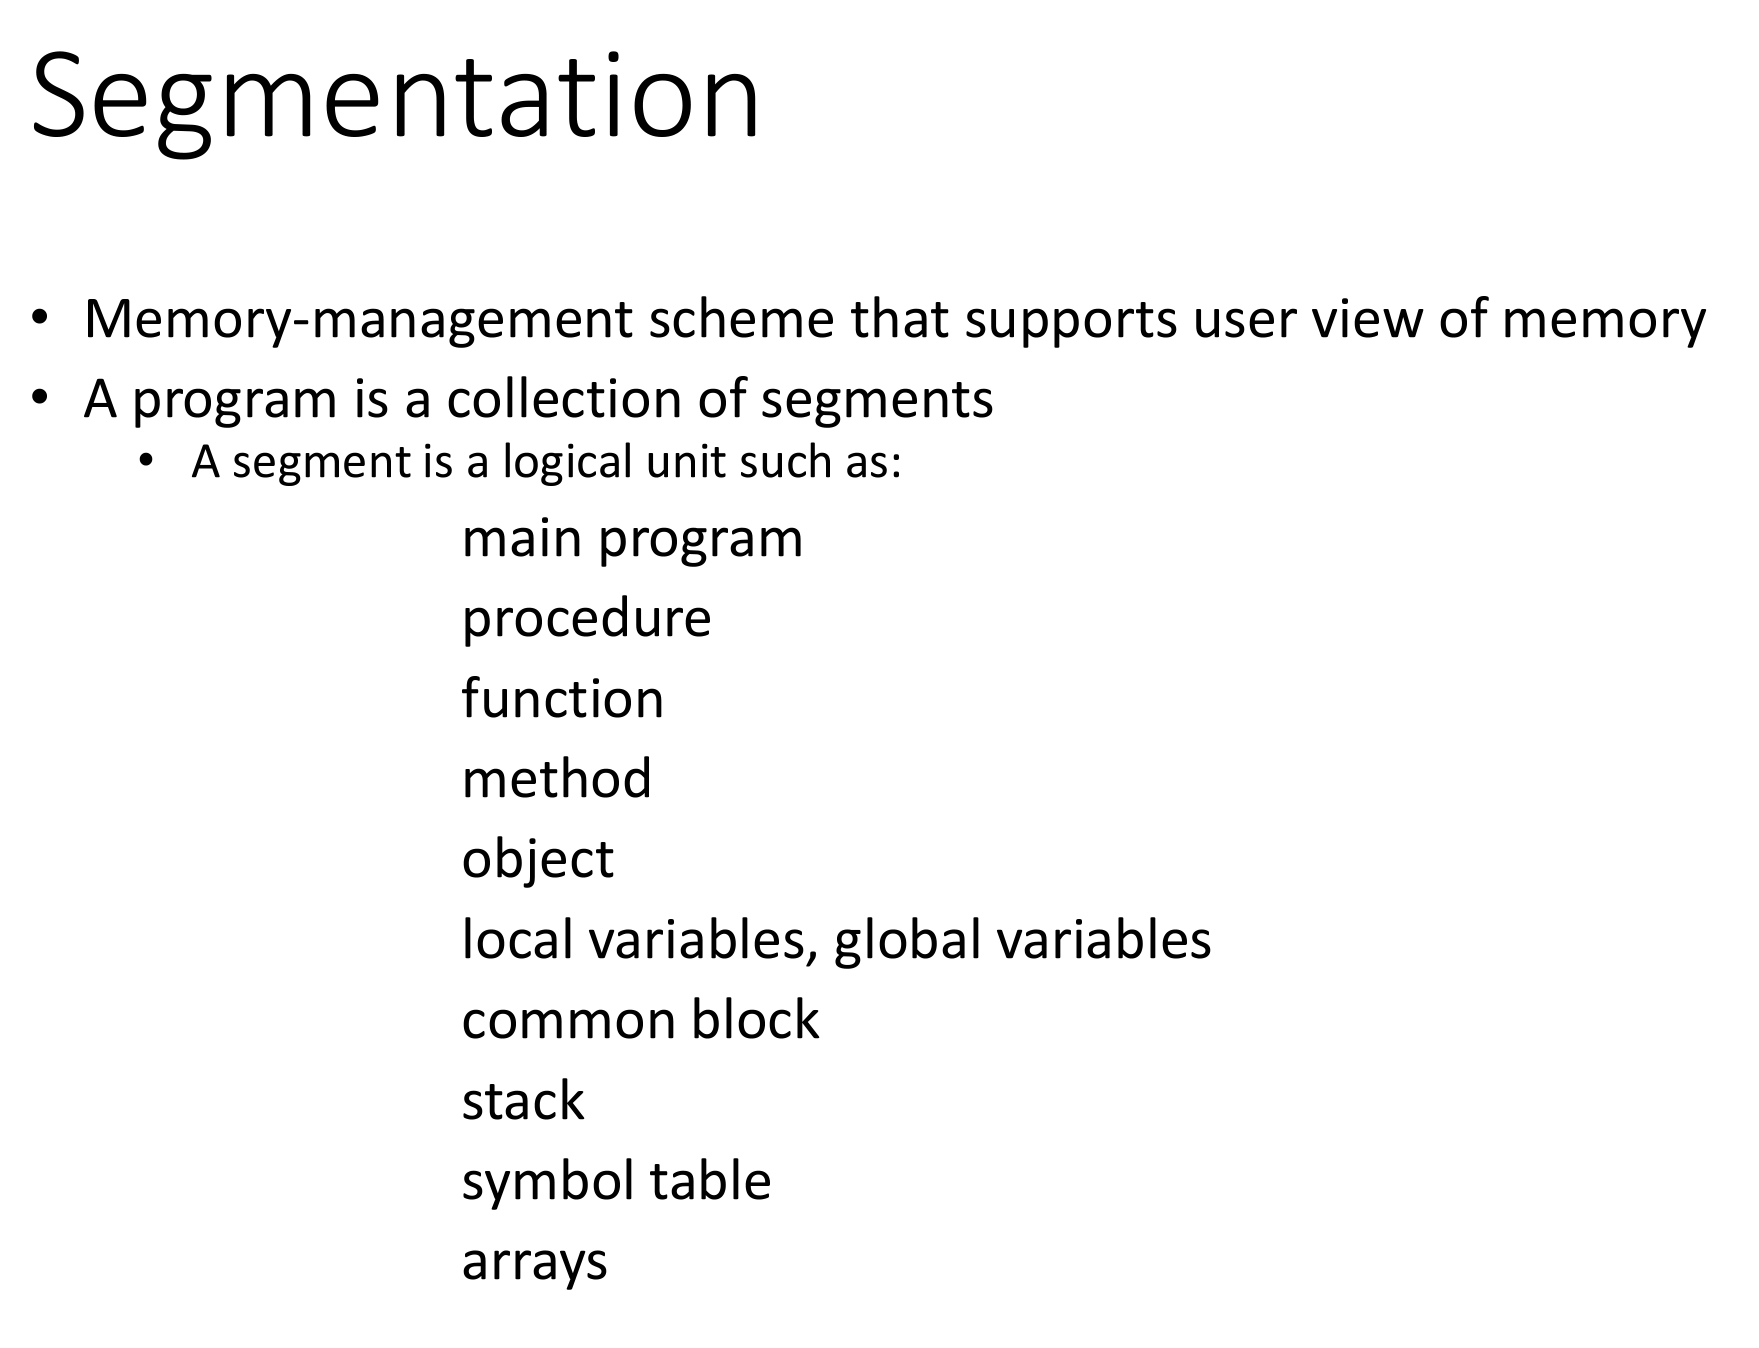 Segmentation
• Memory-management scheme that supports user view of memory
• A program is a collection of segments
• A segment is a logical unit such as:
main program
procedure
function
method
object
local variables, global variables
common block
stack
symbol table
arrays